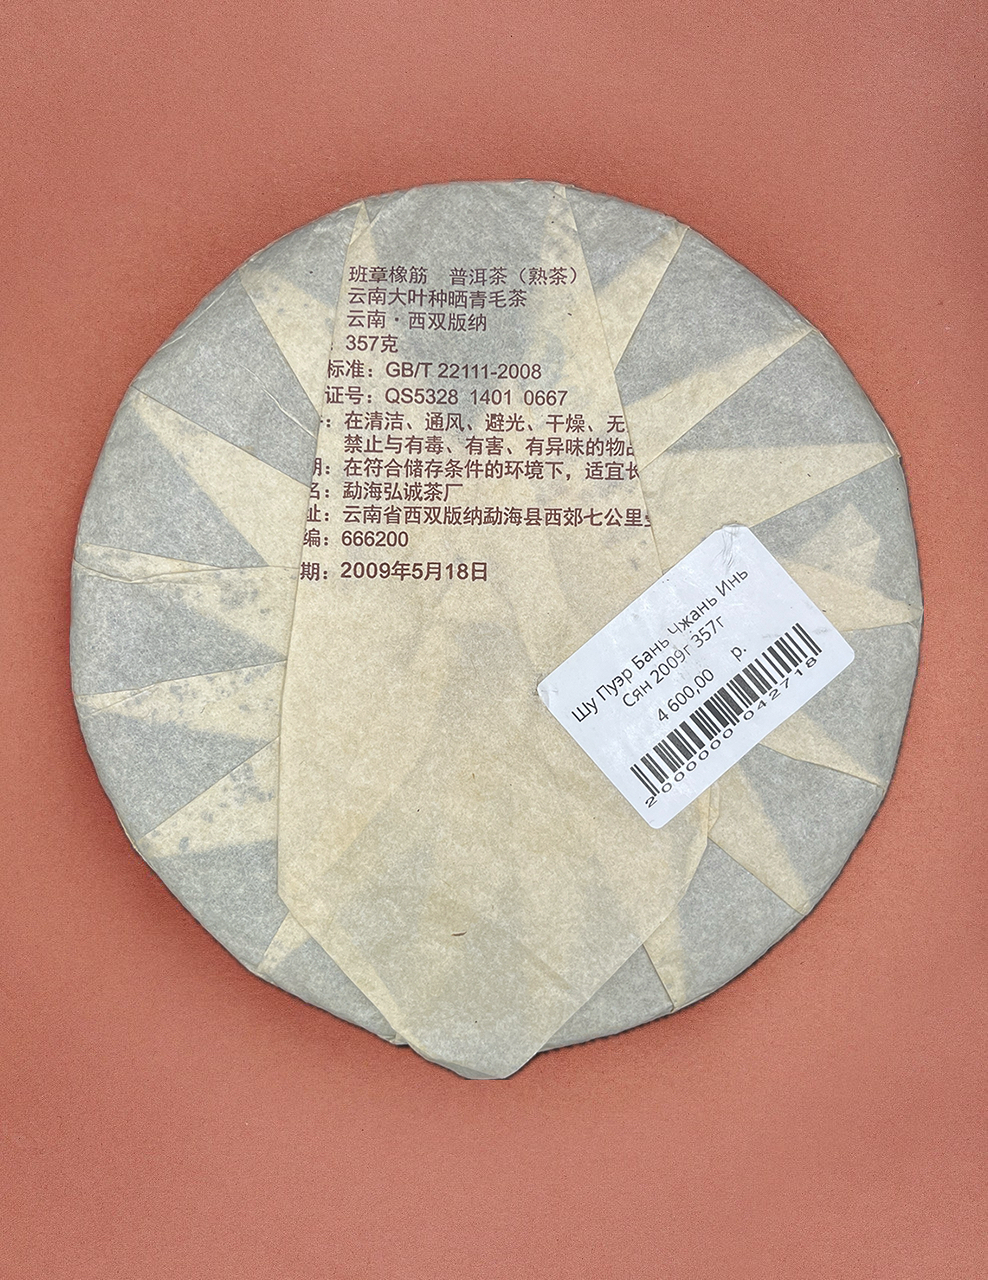 班章橡筋 普洱茶（熟茶）
云南大叶种晒青毛茶
云南·西双版纳
：357克
标准：GB/T 22111-2008
证号：QS5328 1401 0667
：在清洁、通风、避光、干燥、无
禁止与有毒、有害、有异味的物
期：在符合储存条件的环境下，适宜长
名：勐海弘诚茶厂
址：云南省西双版纳勐海县西郊七公里
编：666200
期：2009年5月18日
Шу Пуэр Бань Чжань Инь
Сян 2009г 357г
4 600,00 р.
2000000042718